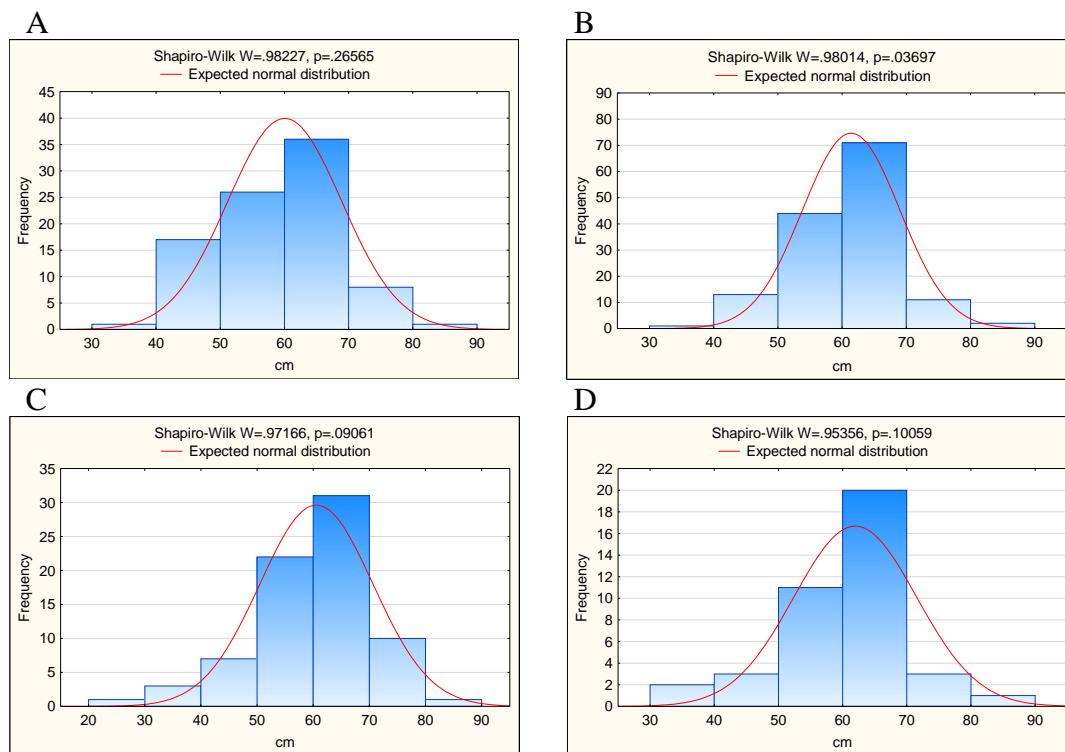 A
Shapiro-Wilk W=.98227, p=.26565
Expected normal distribution
45
40
35
30
25
20
15
10
5
0
Frequency
30 40 50 60 70 80 90
cm
B
Shapiro-Wilk W=.98014, p=.03697
Expected normal distribution
90
80
70
60
50
40
30
20
10
0
Frequency
30 40 50 60 70 80 90
cm
C
Shapiro-Wilk W=.97166, p=.09061
Expected normal distribution
35
30
25
20
15
10
5
0
Frequency
20 30 40 50 60 70 80 90
cm
D
Shapiro-Wilk W=.95356, p=.10059
Expected normal distribution
22
20
18
16
14
12
10
8
6
4
2
0
Frequency
30 40 50 60 70 80 90
cm